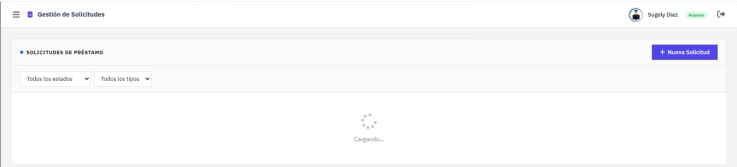 Gestión de Solicitudes
Sugely Diaz
Alumno
SOLICITUDES DE PRÉSTAMO
+ Nueva Solicitud
Todos los estados
Todos los tipos
Cargando...